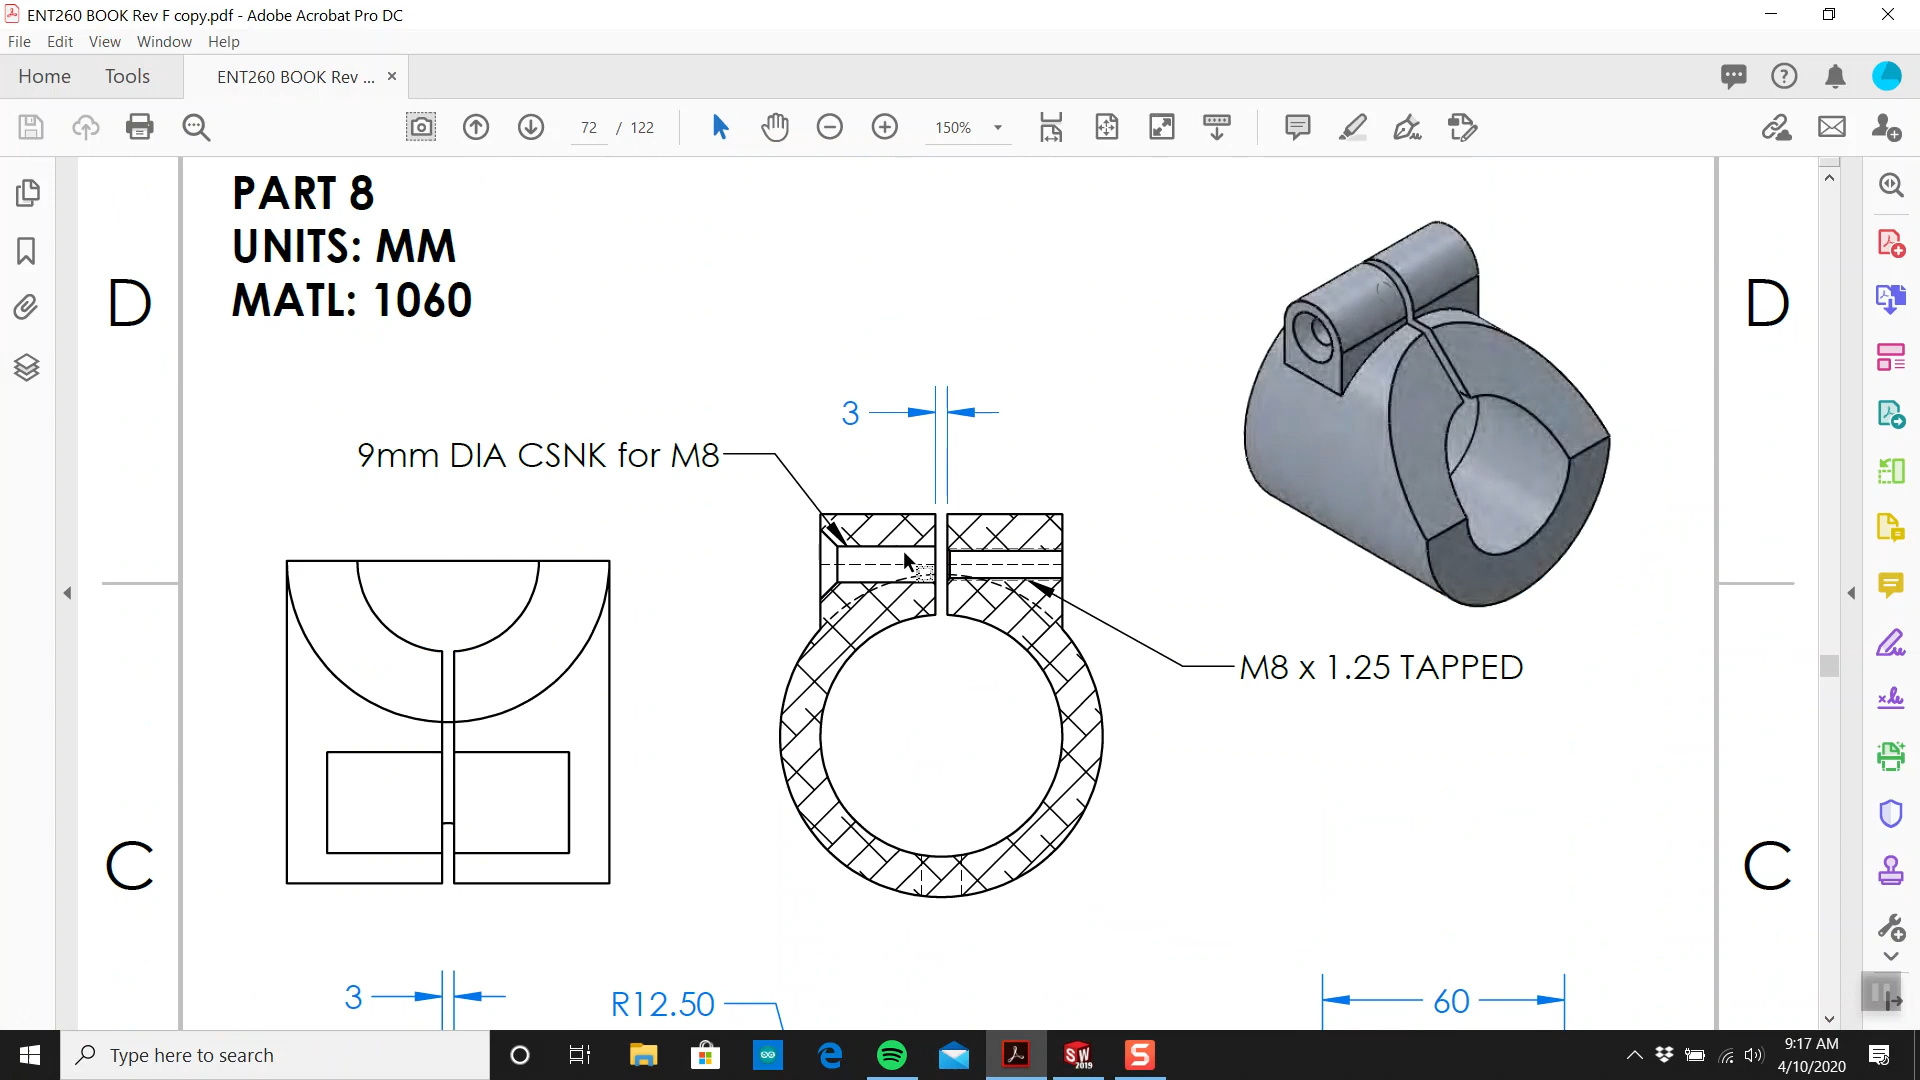 ENT260 BOOK Rev F copy.pdf - Adobe Acrobat Pro DC
File Edit View Window Help
Home Tools ENT260 BOOK Rev ... ×
72 / 122 150%
PART 8
UNITS: MM
MATL: 1060
D D
3
9mm DIA CSNK for M8
M8 x 1.25 TAPPED
C C
3 R12.50 60
Type here to search
SW
2019
S
9:17 AM
4/10/2020